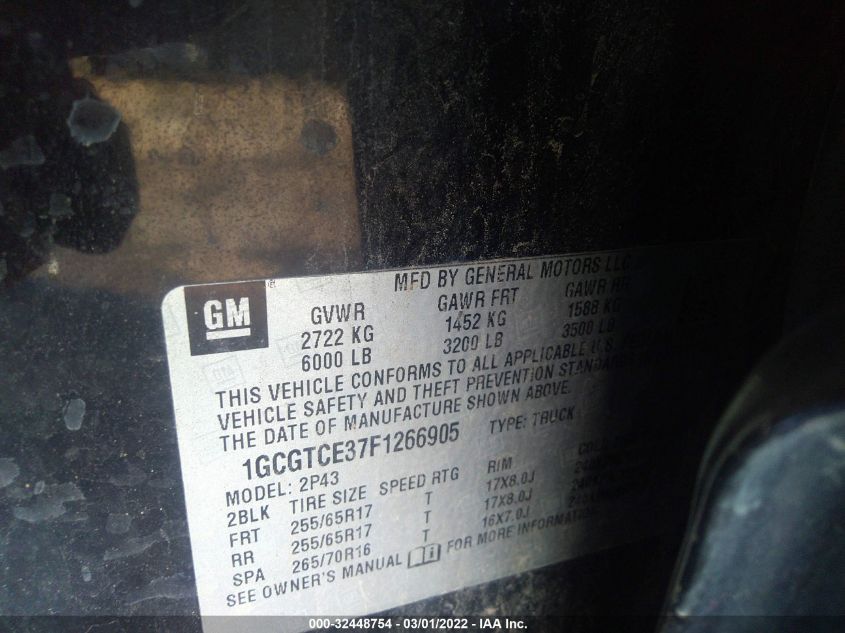 MFD BY GENERAL MOTORS LLC
GM
GVWR GAWR FRT GAWR RR
2722 KG 1452 KG 1588 KG
6000 LB 3200 LB 3500 LB
THIS VEHICLE CONFORMS TO ALL APPLICABLE U.S.
VEHICLE SAFETY AND THEFT PREVENTION STANDARDS
THE DATE OF MANUFACTURE SHOWN ABOVE.
1GCGTCE37F1266905 TYPE: TRUCK
MODEL: 2P43
2BLK TIRE SIZE SPEED RTG RIM
FRT 255/65R17 T 17X8.0J
RR 255/65R17 T 17X8.0J
SPA 265/70R16 T 16X7.0J
SEE OWNER'S MANUAL FOR MORE INFORMATION
000-32448754 - 03/01/2022 - IAA Inc.